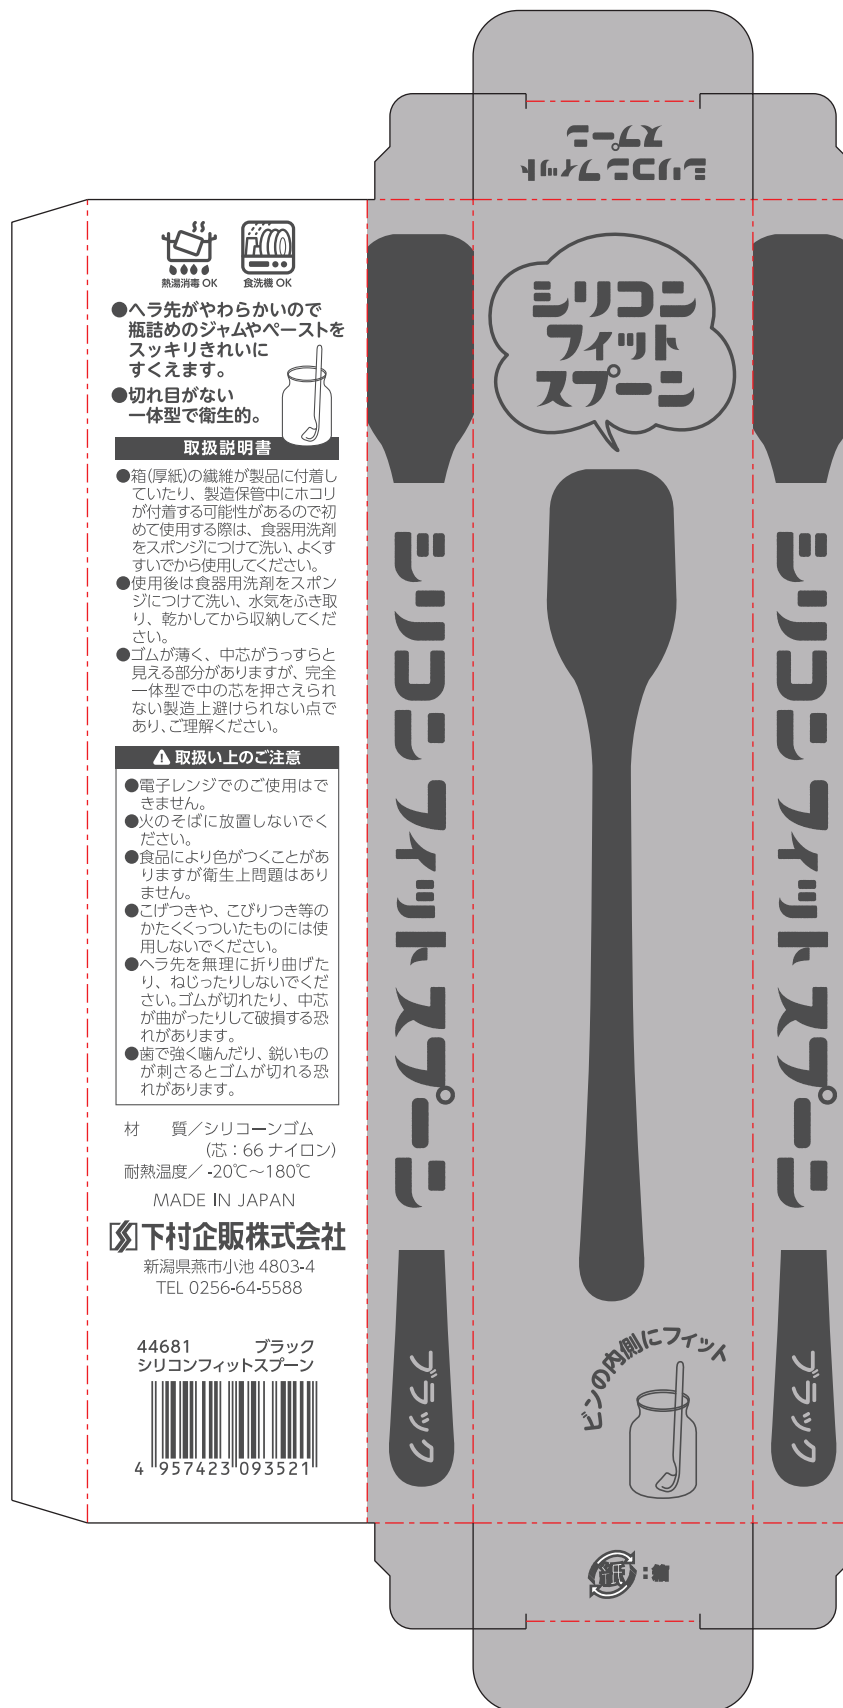 シリコンフィット
スプーン
熱湯消毒 OK
食洗機 OK
●ヘラ先がやわらかいので
瓶詰めのジャムやペーストを
スッキリきれいに
すくえます。
●切れ目がない
一体型で衛生的。
取扱説明書
●箱(厚紙)の繊維が製品に付着し
ていたり、製造保管中にホコリ
が付着する可能性があるので初
めて使用する際は、食器用洗剤
をスポンジにつけて洗い、よくす
すいでから使用してください。
●使用後は食器用洗剤をスポン
ジにつけて洗い、水気をふき取
り、乾かしてから収納してくだ
さい。
●ゴムが薄く、中芯がうっすらと
見える部分がありますが、完全
一体型で中の芯を押さえられ
ない製造上避けられない点で
あり、ご理解ください。
取扱い上のご注意
●電子レンジでのご使用はで
きません。
●火のそばに放置しないでく
ださい。
●食品により色がつくことがあ
りますが衛生上問題はあり
ません。
●こげつきや、こびりつき等の
かたくくっついたものには使
用しないでください。
●ヘラ先を無理に折り曲げた
り、ねじったりしないでくだ
さい。ゴムが切れたり、中芯
が曲がったりして破損する恐
れがあります。
●歯で強く噛んだり、鋭いもの
が刺さるとゴムが切れる恐
れがあります。
材　　質／シリコーンゴム
(芯：66 ナイロン)
耐熱温度／ -20℃～180℃
MADE IN JAPAN
下村企販株式会社
新潟県燕市小池 4803-4
TEL 0256-64-5588
44681 ブラック
シリコンフィットスプーン
4 957423 093521
シリコン フィット スプーン
ブラック
シリコン
フィット
スプーン
ビンの内側にフィット
シリコン フィット スプーン
ブラック
紙：箱